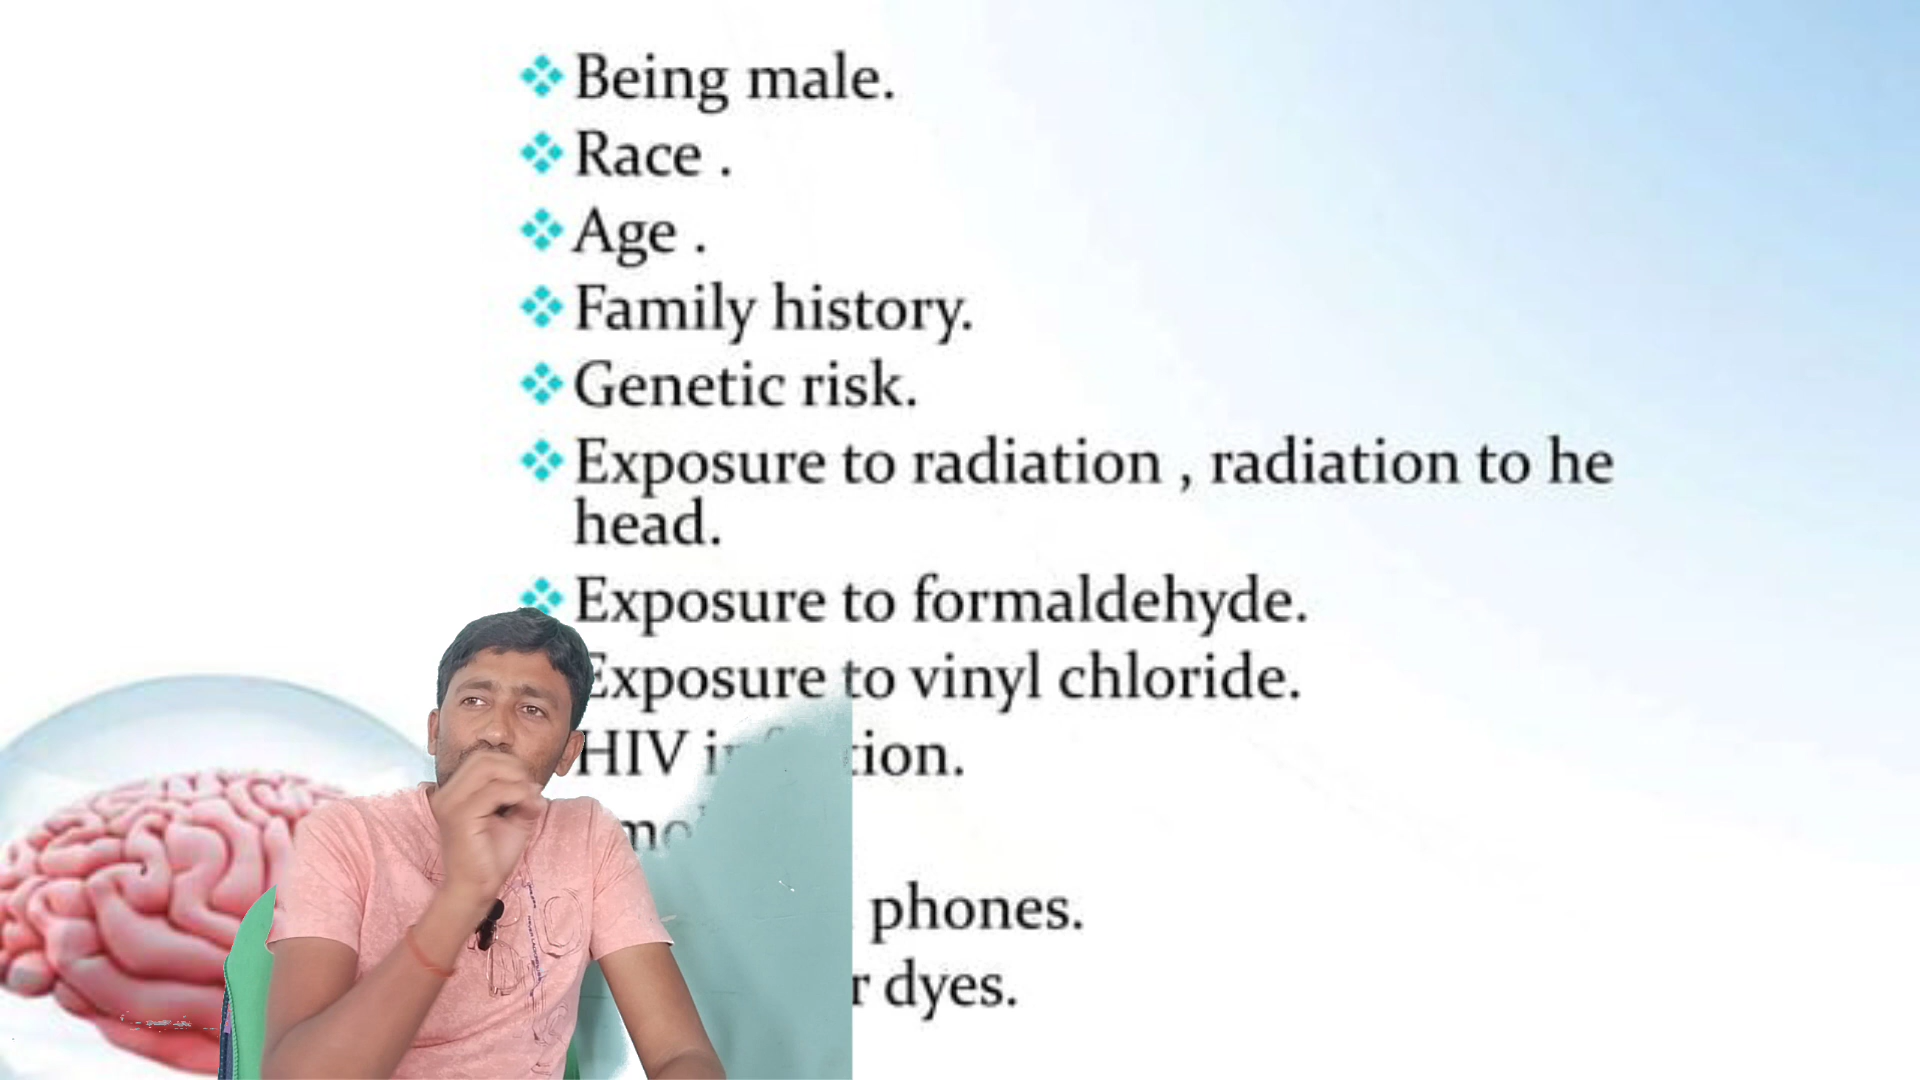 Being male.
Race .
Age .
Family history.
Genetic risk.
Exposure to radiation , radiation to he
head.
Exposure to formaldehyde.
Exposure to vinyl chloride.
HIV
phones.
dyes.